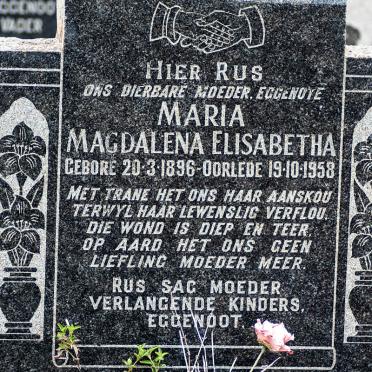 EGGENOO
VADER
HIER RUS
ONS DIERBARE MOEDER, EGGENOTE
MARIA
MAGDALENA ELISABETHA
GEBORE 20·3·1896-OORLEDE 19·10·1958
MET TRANE HET ONS HAAR AANSKOU
TERWYL HAAR LEWENSLIG VERFLOU,
DIE WOND IS DIEP EN TEER,
OP AARD HET ONS GEEN
LIEFLING MOEDER MEER.
RUS SAG MOEDER,
VERLANGENDE KINDERS,
EGGENOOT.